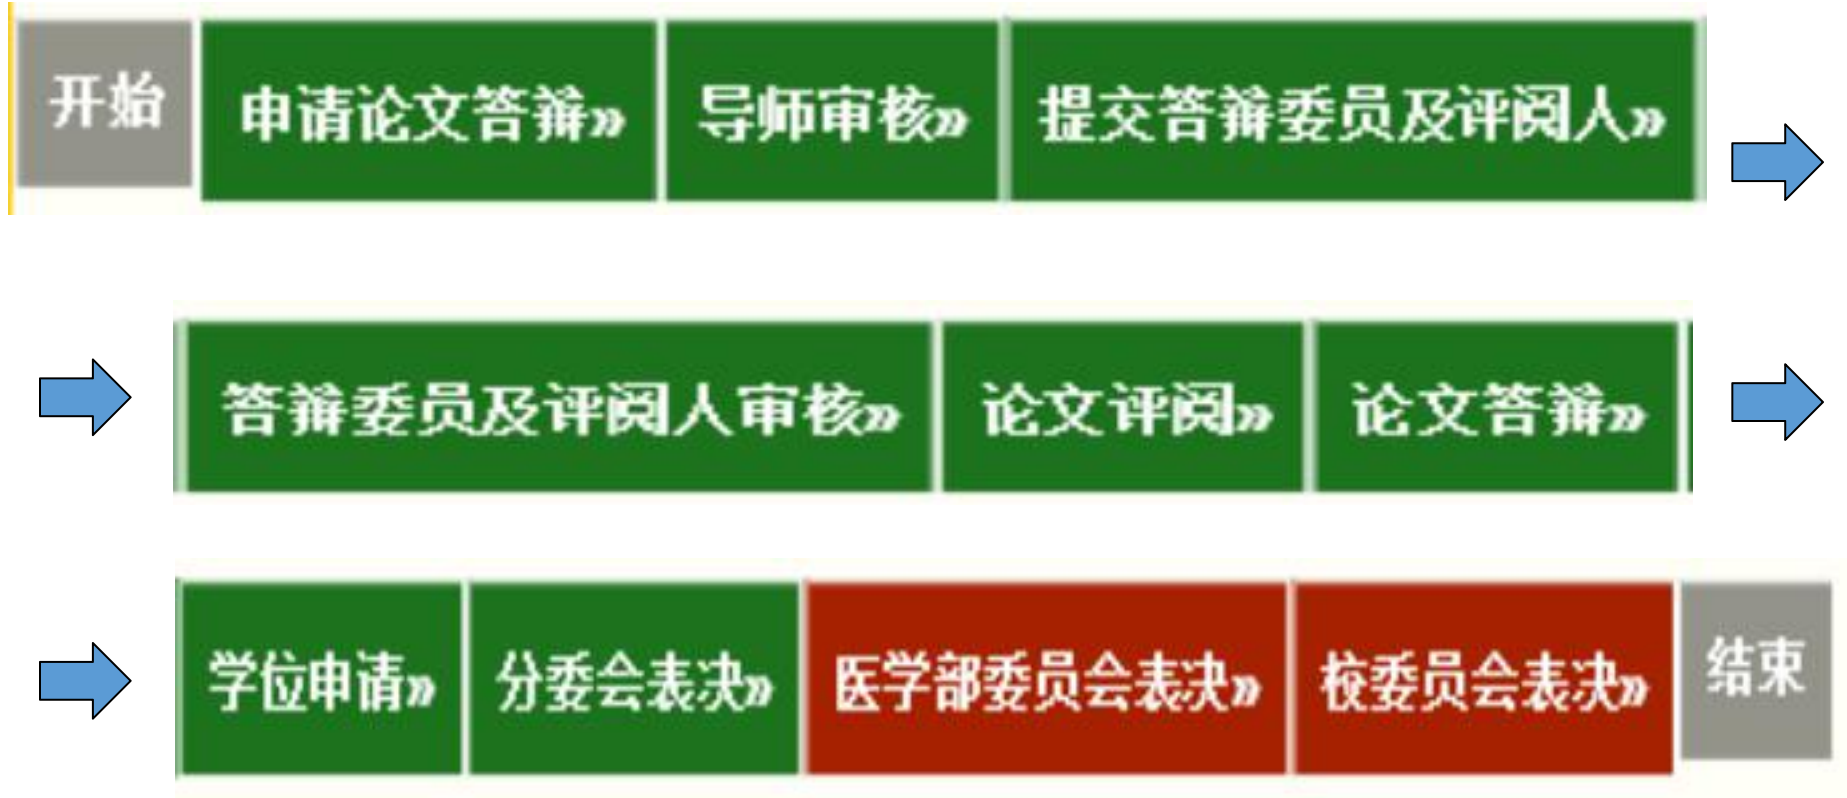 开始 申请论文答辩» 导师审核» 提交答辩委员及评阅人»
答辩委员及评阅人审核» 论文评阅» 论文答辩»
学位申请» 分委会表决» 医学部委员会表决» 校委员会表决» 结束